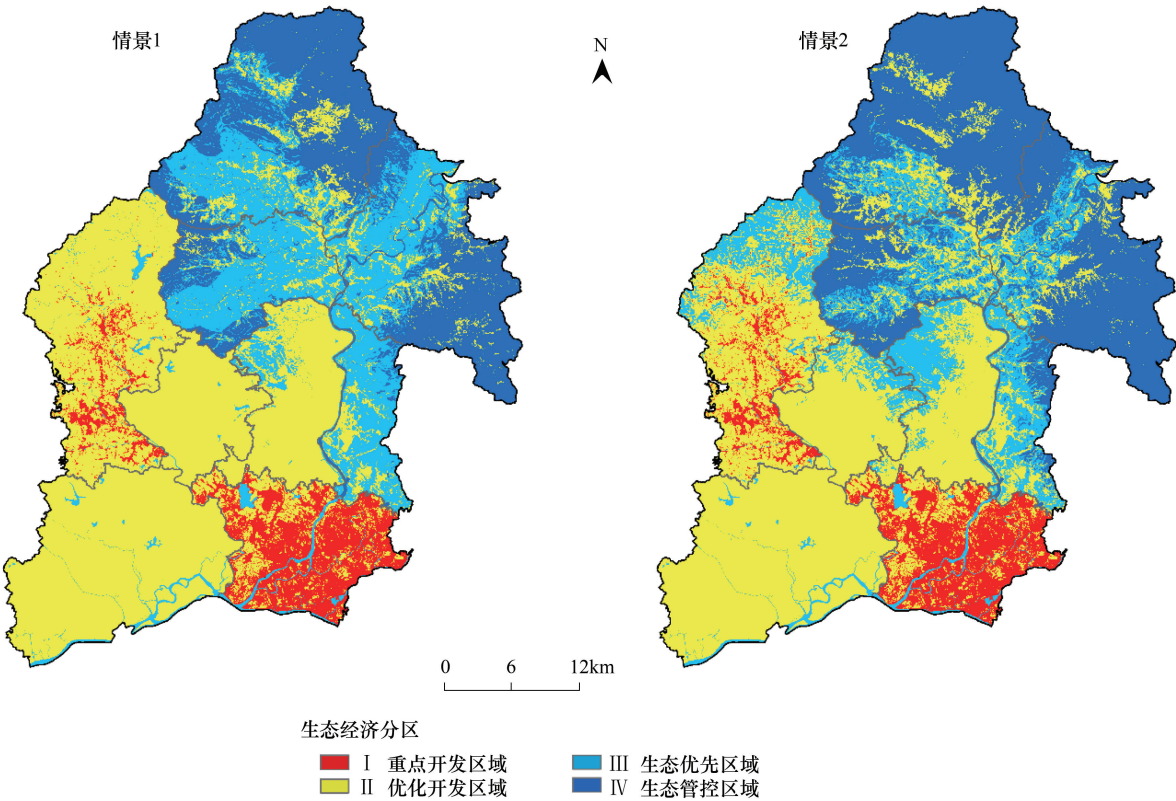 情景1
情景2
N
0 6 12km
生态经济分区
I 重点开发区域
II 优化开发区域
III 生态优先区域
IV 生态管控区域